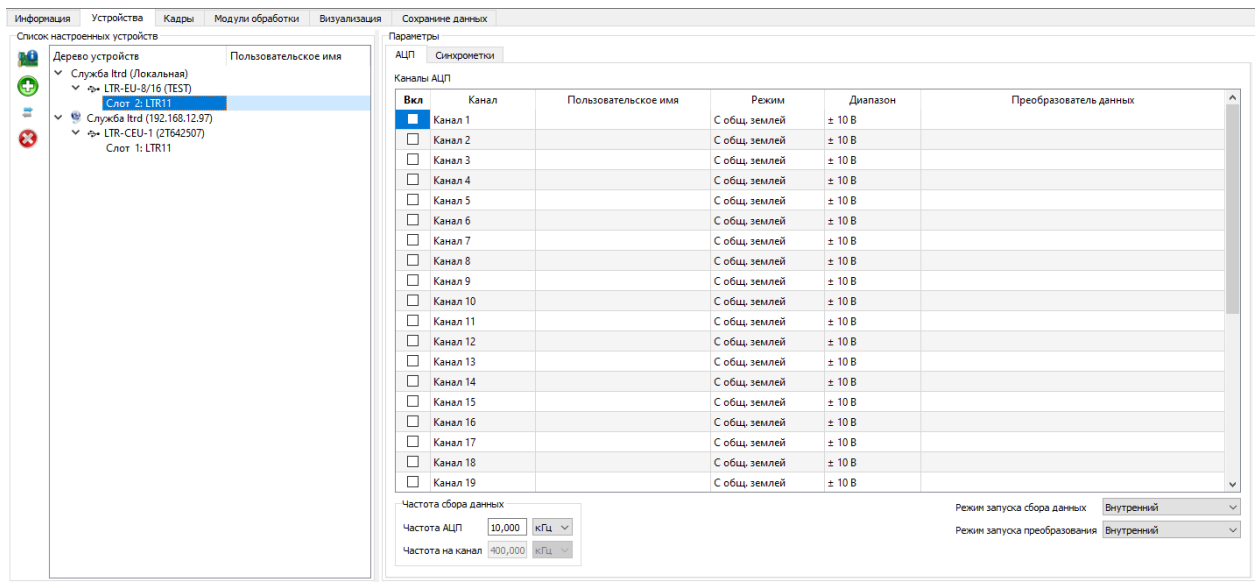 Информация Устройства Кадры Модули обработки Визуализация Сохранине данных
Список настроенных устройств
Дерево устройств Пользовательское имя
Служба ltrd (Локальная)
LTR-EU-8/16 (TEST)
Слот 2: LTR11
Служба ltrd (192.168.12.97)
LTR-CEU-1 (2T642507)
Слот 1: LTR11
Параметры
АЦП Синхрометки
Каналы АЦП
Вкл Канал Пользовательское имя Режим Диапазон Преобразователь данных
Канал 1 С общ. землей ± 10 В
Канал 2 С общ. землей ± 10 В
Канал 3 С общ. землей ± 10 В
Канал 4 С общ. землей ± 10 В
Канал 5 С общ. землей ± 10 В
Канал 6 С общ. землей ± 10 В
Канал 7 С общ. землей ± 10 В
Канал 8 С общ. землей ± 10 В
Канал 9 С общ. землей ± 10 В
Канал 10 С общ. землей ± 10 В
Канал 11 С общ. землей ± 10 В
Канал 12 С общ. землей ± 10 В
Канал 13 С общ. землей ± 10 В
Канал 14 С общ. землей ± 10 В
Канал 15 С общ. землей ± 10 В
Канал 16 С общ. землей ± 10 В
Канал 17 С общ. землей ± 10 В
Канал 18 С общ. землей ± 10 В
Канал 19 С общ. землей ± 10 В
Частота сбора данных
Частота АЦП 10,000 кГц
Частота на канал 400,000 кГц
Режим запуска сбора данных Внутренний
Режим запуска преобразования Внутренний